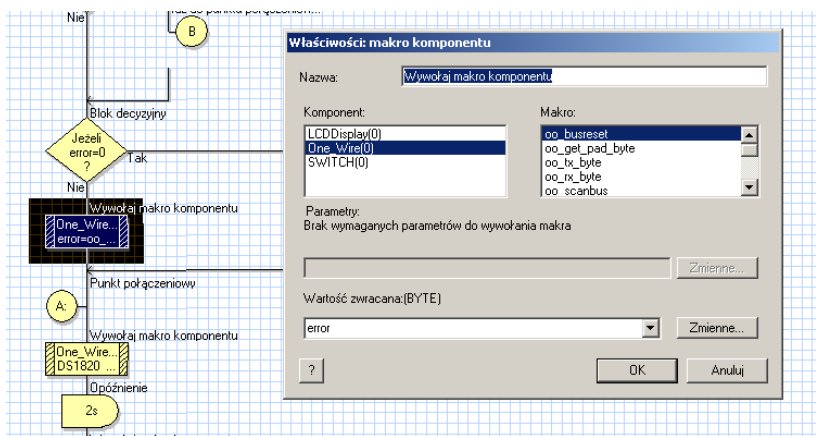 Nie
B
Blok decyzyjny
Jeżeli
error=0
?
Tak
Nie
Wywołaj makro komponentu
One_Wire...
error=oo_...
Punkt połączeniowy
A:
Wywołaj makro komponentu
One_Wire...
DS1820 ...
Opóźnienie
2s
Właściwości: makro komponentu
Nazwa:
Wywołaj makro komponentu
Komponent:
LCDDisplay(0)
One_Wire(0)
SWITCH(0)
Makro:
oo_busreset
oo_get_pad_byte
oo_tx_byte
oo_rx_byte
oo_scanbus
Parametry:
Brak wymaganych parametrów do wywołania makra
Zmienne...
Wartość zwracana:(BYTE)
error
Zmienne...
?
OK
Anuluj